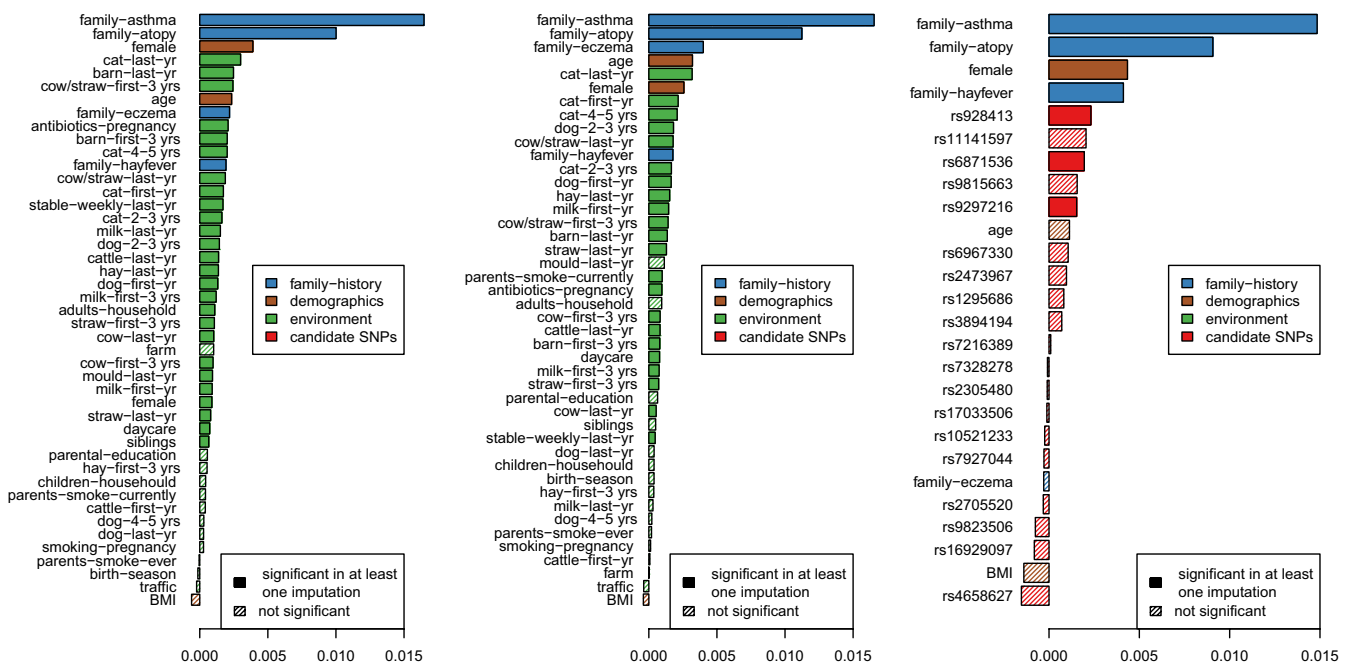 family−asthma
family−atopy
female
cat−last−yr
barn−last−yr
cow/straw−first−3 yrs
age
family−eczema
antibiotics−pregnancy
barn−first−3 yrs
cat−4−5 yrs
family−hayfever
cow/straw−last−yr
cat−first−yr
stable−weekly−last−yr
cat−2−3 yrs
milk−last−yr
dog−2−3 yrs
cattle−last−yr
hay−last−yr
dog−first−yr
milk−first−3 yrs
adults−household
straw−first−3 yrs
cow−last−yr
farm
cow−first−3 yrs
mould−last−yr
milk−first−yr
female
straw−last−yr
daycare
siblings
parental−education
hay−first−3 yrs
children−househould
parents−smoke−currently
cattle−first−yr
dog−4−5 yrs
dog−last−yr
smoking−pregnancy
parents−smoke−ever
birth−season
traffic
BMI
family−history
demographics
environment
candidate SNPs
significant in at least
one imputation
not significant
0.000 0.005 0.010 0.015
family−asthma
family−atopy
family−eczema
age
cat−last−yr
female
cat−first−yr
cat−4−5 yrs
dog−2−3 yrs
cow/straw−last−yr
family−hayfever
cat−2−3 yrs
dog−first−yr
hay−last−yr
milk−first−yr
cow/straw−first−3 yrs
barn−last−yr
straw−last−yr
mould−last−yr
parents−smoke−currently
antibiotics−pregnancy
adults−household
cow−first−3 yrs
cattle−last−yr
barn−first−3 yrs
daycare
milk−first−3 yrs
straw−first−3 yrs
parental−education
cow−last−yr
siblings
stable−weekly−last−yr
dog−last−yr
children−househould
birth−season
hay−first−3 yrs
milk−last−yr
dog−4−5 yrs
parents−smoke−ever
smoking−pregnancy
cattle−first−yr
farm
traffic
BMI
family−history
demographics
environment
candidate SNPs
significant in at least
one imputation
not significant
0.000 0.005 0.010 0.015
family−asthma
family−atopy
female
family−hayfever
rs928413
rs11141597
rs6871536
rs9815663
rs9297216
age
rs6967330
rs2473967
rs1295686
rs3894194
rs7216389
rs7328278
rs2305480
rs17033506
rs10521233
rs7927044
family−eczema
rs2705520
rs9823506
rs16929097
BMI
rs4658627
family−history
demographics
environment
candidate SNPs
significant in at least
one imputation
not significant
0.000 0.005 0.010 0.015